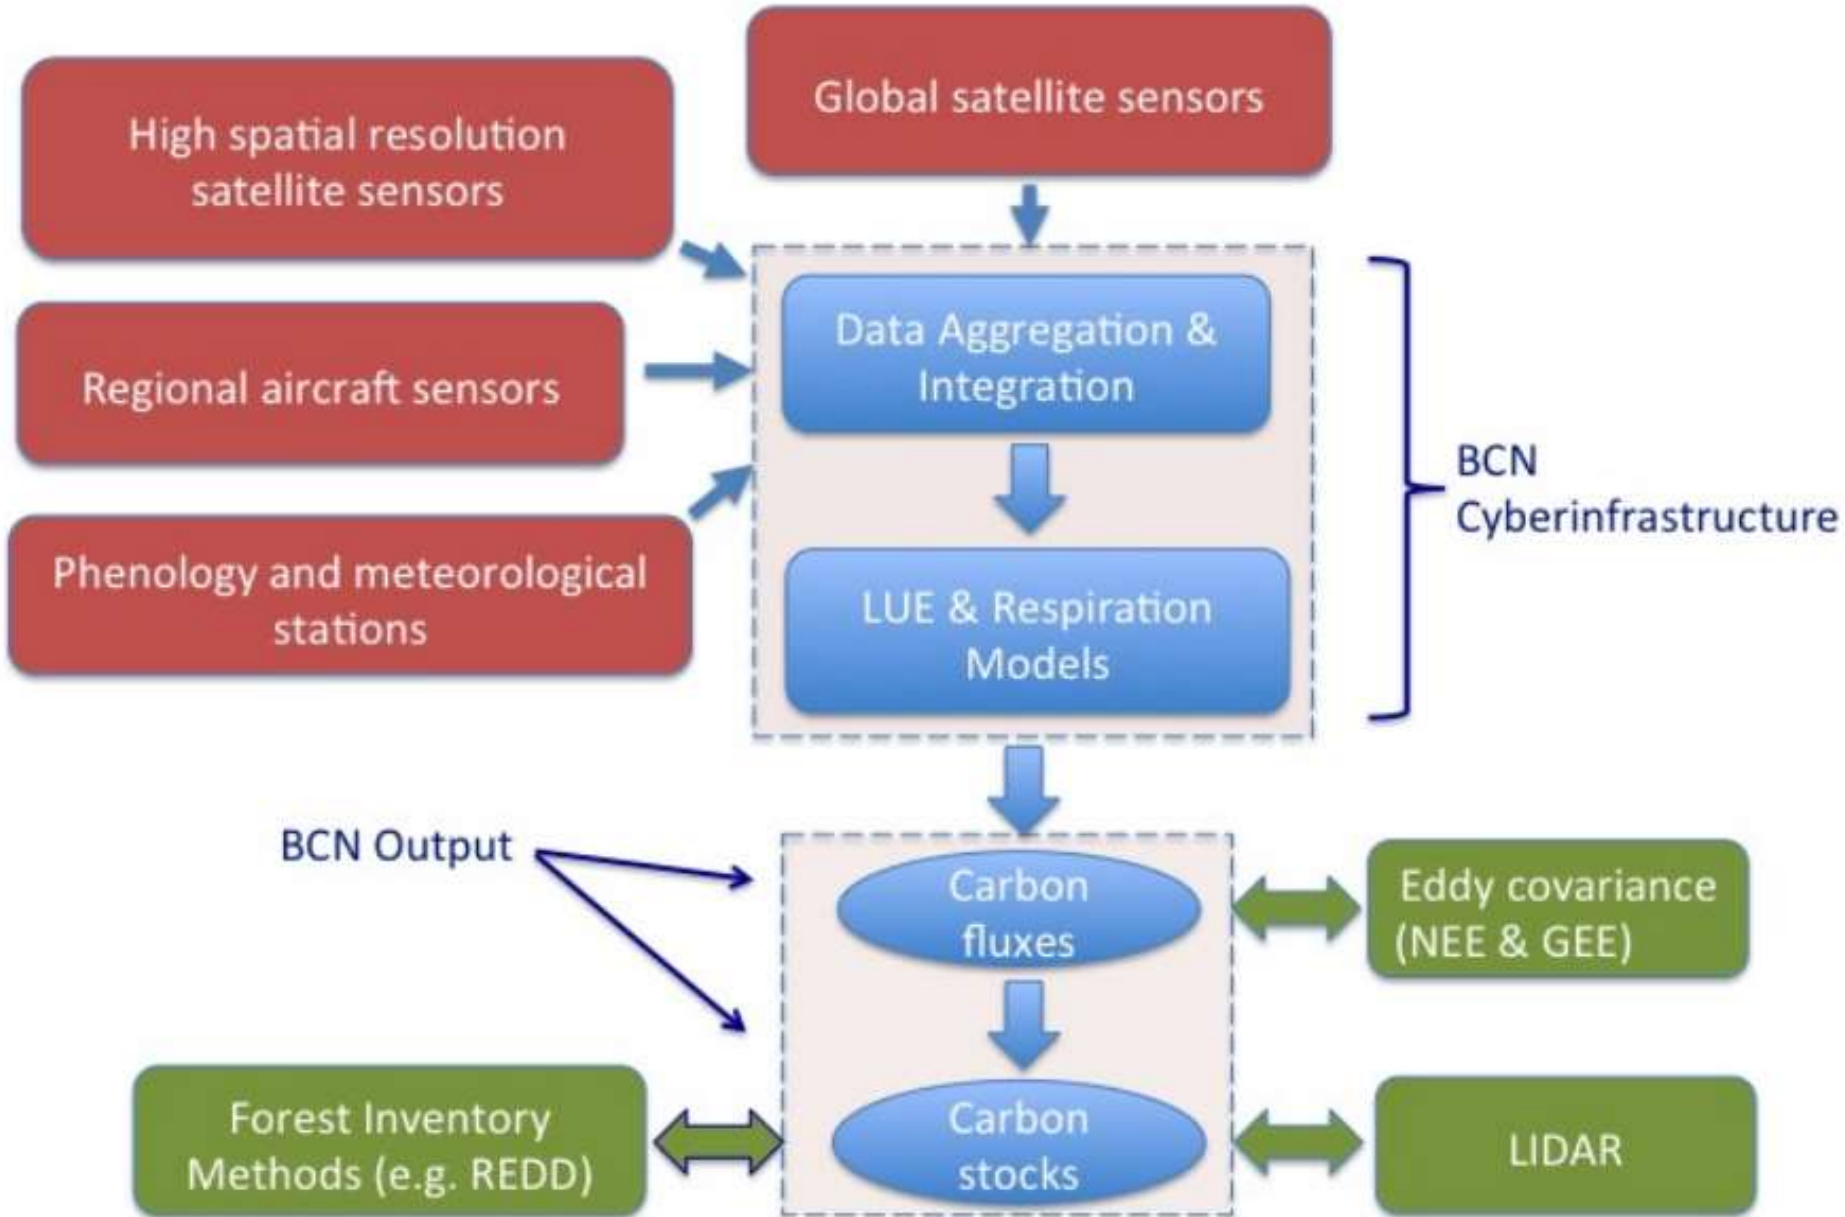 Global satellite sensors
High spatial resolution
satellite sensors
Data Aggregation &
Integration
Regional aircraft sensors
BCN
Cyberinfrastructure
Phenology and meteorological
stations
LUE & Respiration
Models
BCN Output
Carbon
fluxes
Eddy covariance
(NEE & GEE)
Forest Inventory
Methods (e.g. REDD)
Carbon
stocks
LIDAR